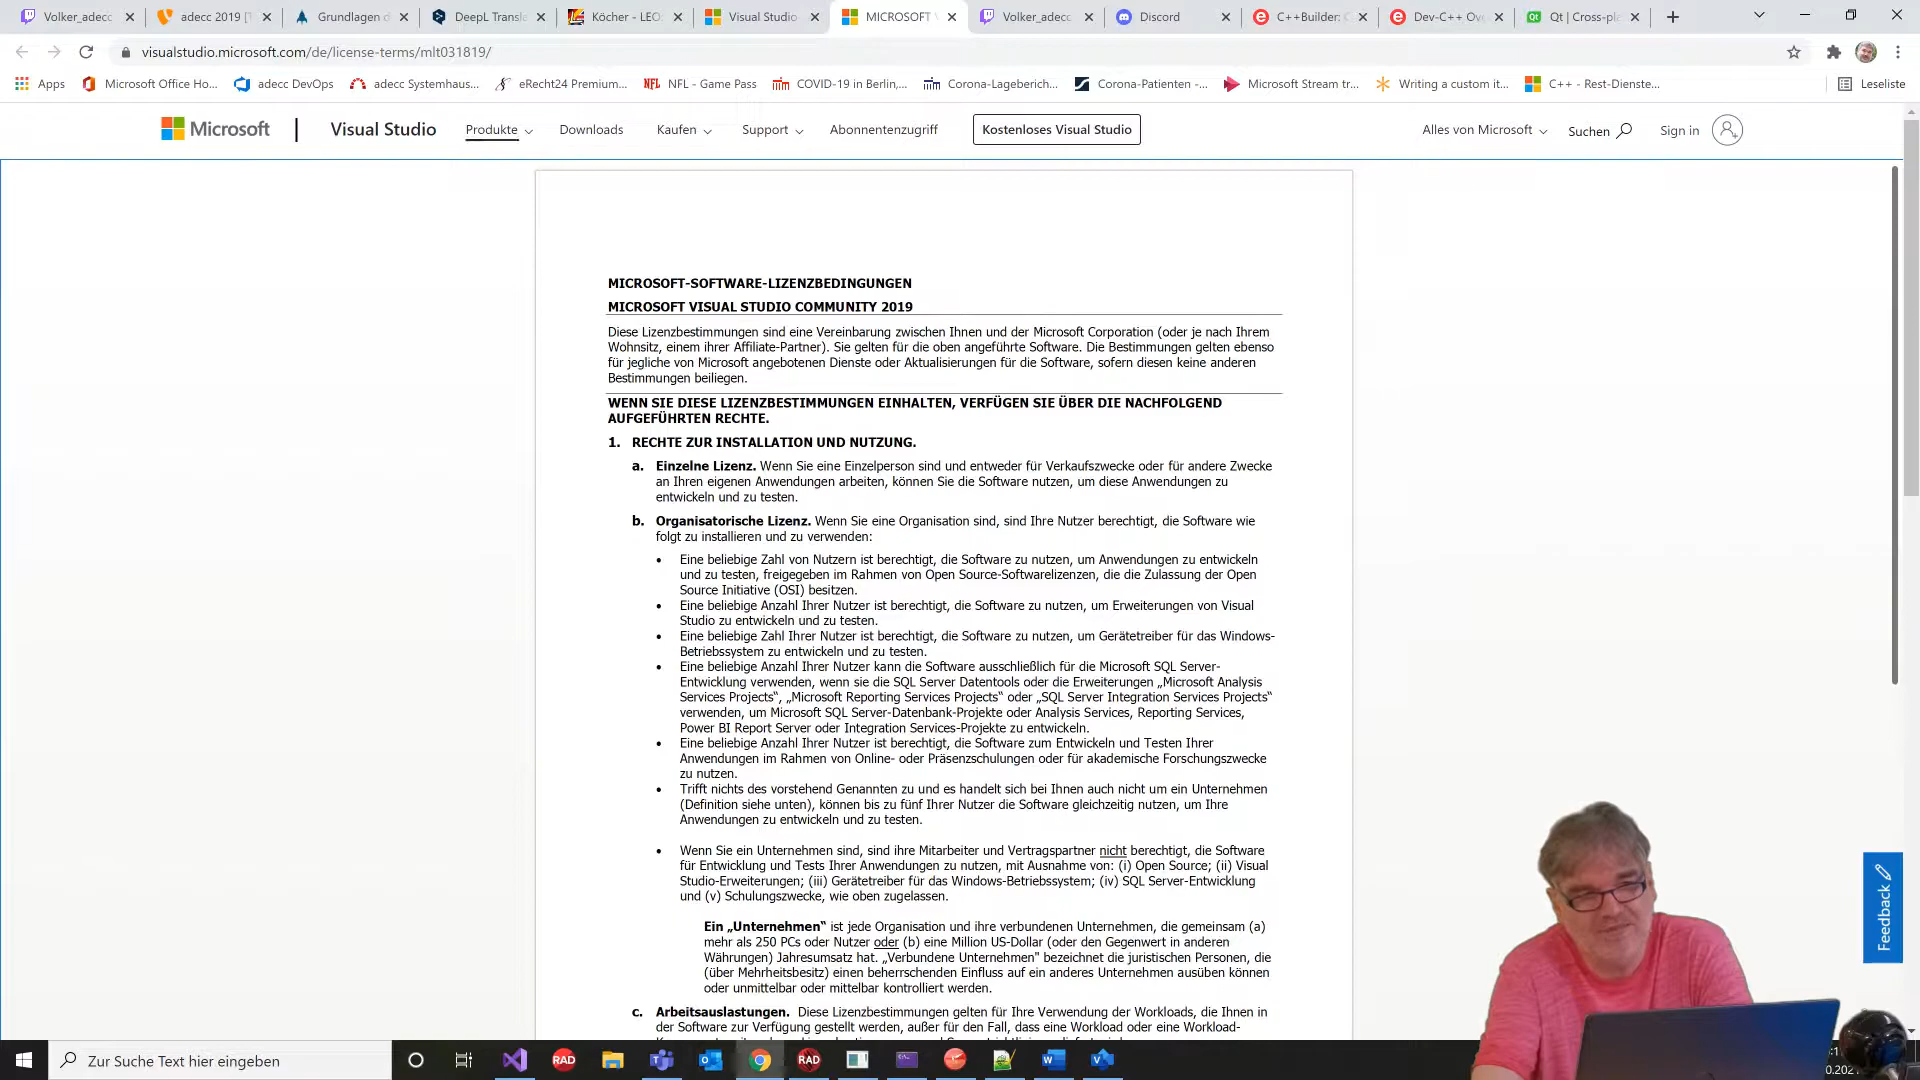 Volker_adecc
adecc 2019 [
Grundlagen d
DeepL Transl
Köcher - LEO
Visual Studio
MICROSOFT
Volker_adecc
Discord
C++Builder: C
Dev-C++ Ove
Qt | Cross-pl
visualstudio.microsoft.com/de/license-terms/mlt031819/
Apps
Microsoft Office Ho...
adecc DevOps
adecc Systemhaus...
eRecht24 Premium...
NFL - Game Pass
COVID-19 in Berlin,...
Corona-Lageberich...
Corona-Patienten -...
Microsoft Stream tr...
Writing a custom it...
C++ - Rest-Dienste...
Leseliste
Microsoft
Visual Studio
Produkte
Downloads
Kaufen
Support
Abonnentenzugriff
Kostenloses Visual Studio
Alles von Microsoft
Suchen
Sign in
MICROSOFT-SOFTWARE-LIZENZBEDINGUNGEN
MICROSOFT VISUAL STUDIO COMMUNITY 2019
Diese Lizenzbestimmungen sind eine Vereinbarung zwischen Ihnen und der Microsoft Corporation (oder je nach Ihrem
Wohnsitz, einem ihrer Affiliate-Partner). Sie gelten für die oben angeführte Software. Die Bestimmungen gelten ebenso
für jegliche von Microsoft angebotenen Dienste oder Aktualisierungen für die Software, sofern diesen keine anderen
Bestimmungen beiliegen.
WENN SIE DIESE LIZENZBESTIMMUNGEN EINHALTEN, VERFÜGEN SIE ÜBER DIE NACHFOLGEND
AUFGEFÜHRTEN RECHTE.
1. RECHTE ZUR INSTALLATION UND NUTZUNG.
a. Einzelne Lizenz. Wenn Sie eine Einzelperson sind und entweder für Verkaufszwecke oder für andere Zwecke
an Ihren eigenen Anwendungen arbeiten, können Sie die Software nutzen, um diese Anwendungen zu
entwickeln und zu testen.
b. Organisatorische Lizenz. Wenn Sie eine Organisation sind, sind Ihre Nutzer berechtigt, die Software wie
folgt zu installieren und zu verwenden:
• Eine beliebige Zahl von Nutzern ist berechtigt, die Software zu nutzen, um Anwendungen zu entwickeln
und zu testen, freigegeben im Rahmen von Open Source-Softwarelizenzen, die die Zulassung der Open
Source Initiative (OSI) besitzen.
• Eine beliebige Anzahl Ihrer Nutzer ist berechtigt, die Software zu nutzen, um Erweiterungen von Visual
Studio zu entwickeln und zu testen.
• Eine beliebige Zahl Ihrer Nutzer ist berechtigt, die Software zu nutzen, um Gerätetreiber für das Windows-
Betriebssystem zu entwickeln und zu testen.
• Eine beliebige Anzahl Ihrer Nutzer kann die Software ausschließlich für die Microsoft SQL Server-
Entwicklung verwenden, wenn sie die SQL Server Datentools oder die Erweiterungen „Microsoft Analysis
Services Projects“, „Microsoft Reporting Services Projects“ oder „SQL Server Integration Services Projects“
verwenden, um Microsoft SQL Server-Datenbank-Projekte oder Analysis Services, Reporting Services,
Power BI Report Server oder Integration Services-Projekte zu entwickeln.
• Eine beliebige Anzahl Ihrer Nutzer ist berechtigt, die Software zum Entwickeln und Testen Ihrer
Anwendungen im Rahmen von Online- oder Präsenzschulungen oder für akademische Forschungszwecke
zu nutzen.
• Trifft nichts des vorstehend Genannten zu und es handelt sich bei Ihnen auch nicht um ein Unternehmen
(Definition siehe unten), können bis zu fünf Ihrer Nutzer die Software gleichzeitig nutzen, um Ihre
Anwendungen zu entwickeln und zu testen.
• Wenn Sie ein Unternehmen sind, sind ihre Mitarbeiter und Vertragspartner nicht berechtigt, die Software
für Entwicklung und Tests Ihrer Anwendungen zu nutzen, mit Ausnahme von: (i) Open Source; (ii) Visual
Studio-Erweiterungen; (iii) Gerätetreiber für das Windows-Betriebssystem; (iv) SQL Server-Entwicklung
und (v) Schulungszwecke, wie oben zugelassen.
Ein „Unternehmen“ ist jede Organisation und ihre verbundenen Unternehmen, die gemeinsam (a)
mehr als 250 PCs oder Nutzer oder (b) eine Million US-Dollar (oder den Gegenwert in anderen
Währungen) Jahresumsatz hat. „Verbundene Unternehmen" bezeichnet die juristischen Personen, die
(über Mehrheitsbesitz) einen beherrschenden Einfluss auf ein anderes Unternehmen ausüben können
oder unmittelbar oder mittelbar kontrolliert werden.
c. Arbeitsauslastungen. Diese Lizenzbestimmungen gelten für Ihre Verwendung der Workloads, die Ihnen in
der Software zur Verfügung gestellt werden, außer für den Fall, dass eine Workload oder eine Workload-
Feedback
Zur Suche Text hier eingeben
RAD
RAD